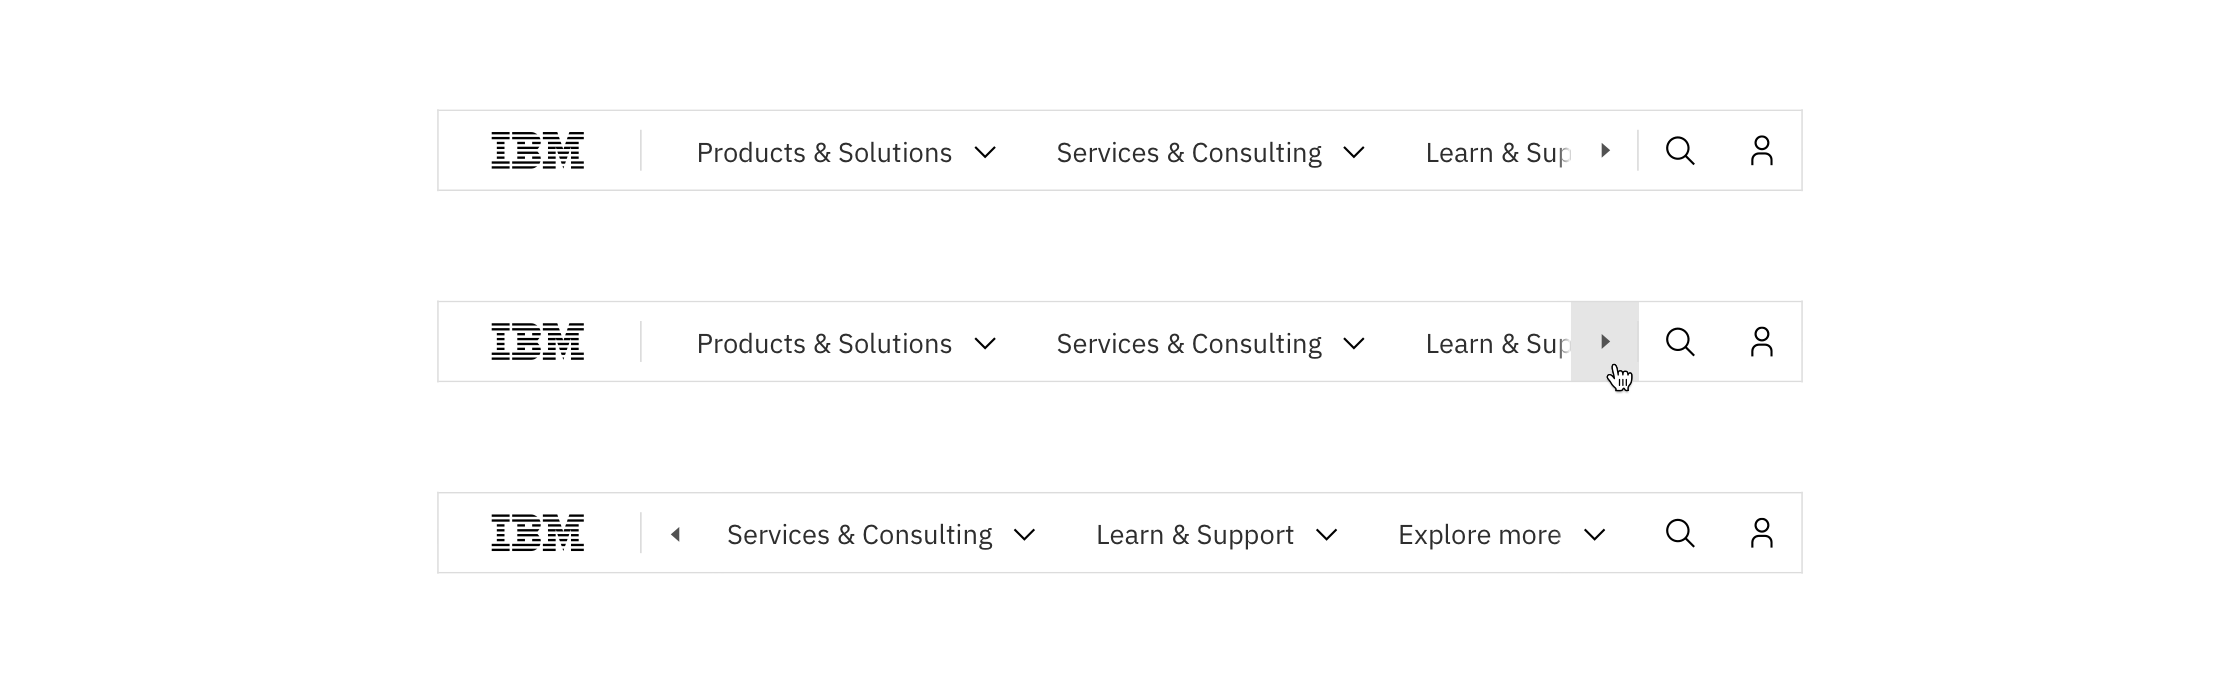 IBM Products & Solutions Services & Consulting Learn & Sup
IBM Products & Solutions Services & Consulting Learn & Sup
IBM Services & Consulting Learn & Support Explore more